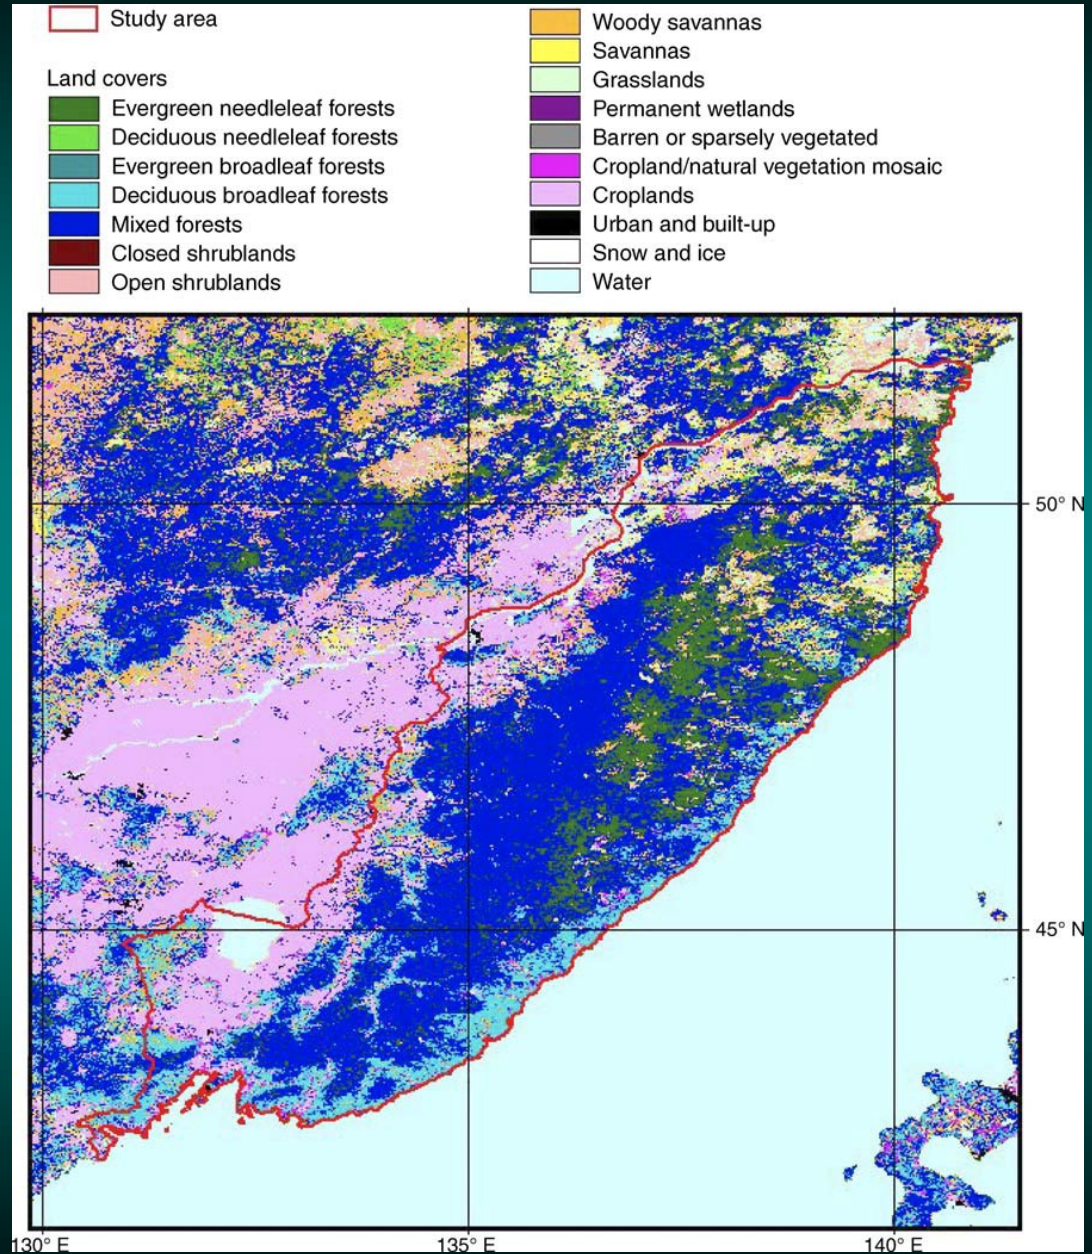 Study area
Land covers
Evergreen needleleaf forests
Deciduous needleleaf forests
Evergreen broadleaf forests
Deciduous broadleaf forests
Mixed forests
Closed shrublands
Open shrublands
Woody savannas
Savannas
Grasslands
Permanent wetlands
Barren or sparsely vegetated
Cropland/natural vegetation mosaic
Croplands
Urban and built-up
Snow and ice
Water
50° N
45° N
130° E
135° E
140° E